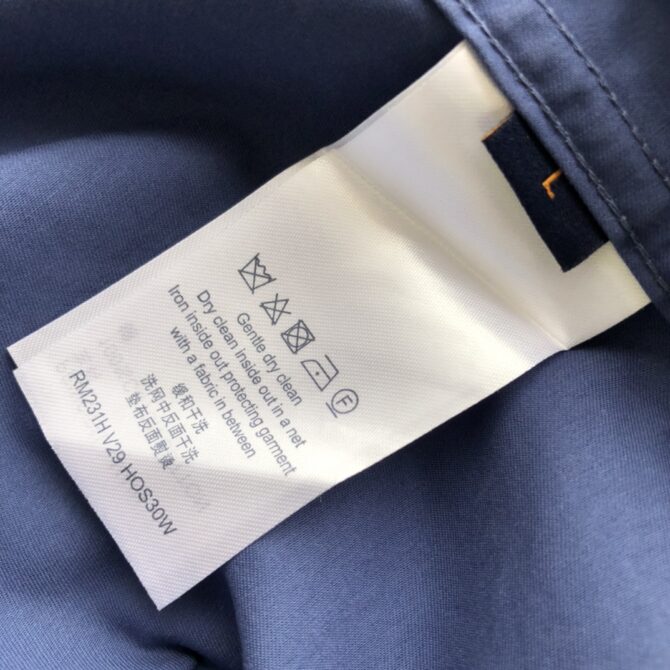 L
F
Gentle dry clean
Dry clean inside out in a net
Iron inside out protecting garment
with a fabric in between
缓和干洗
洗网中反面干洗
垫布反面熨烫
RM231H V29 HOS30W